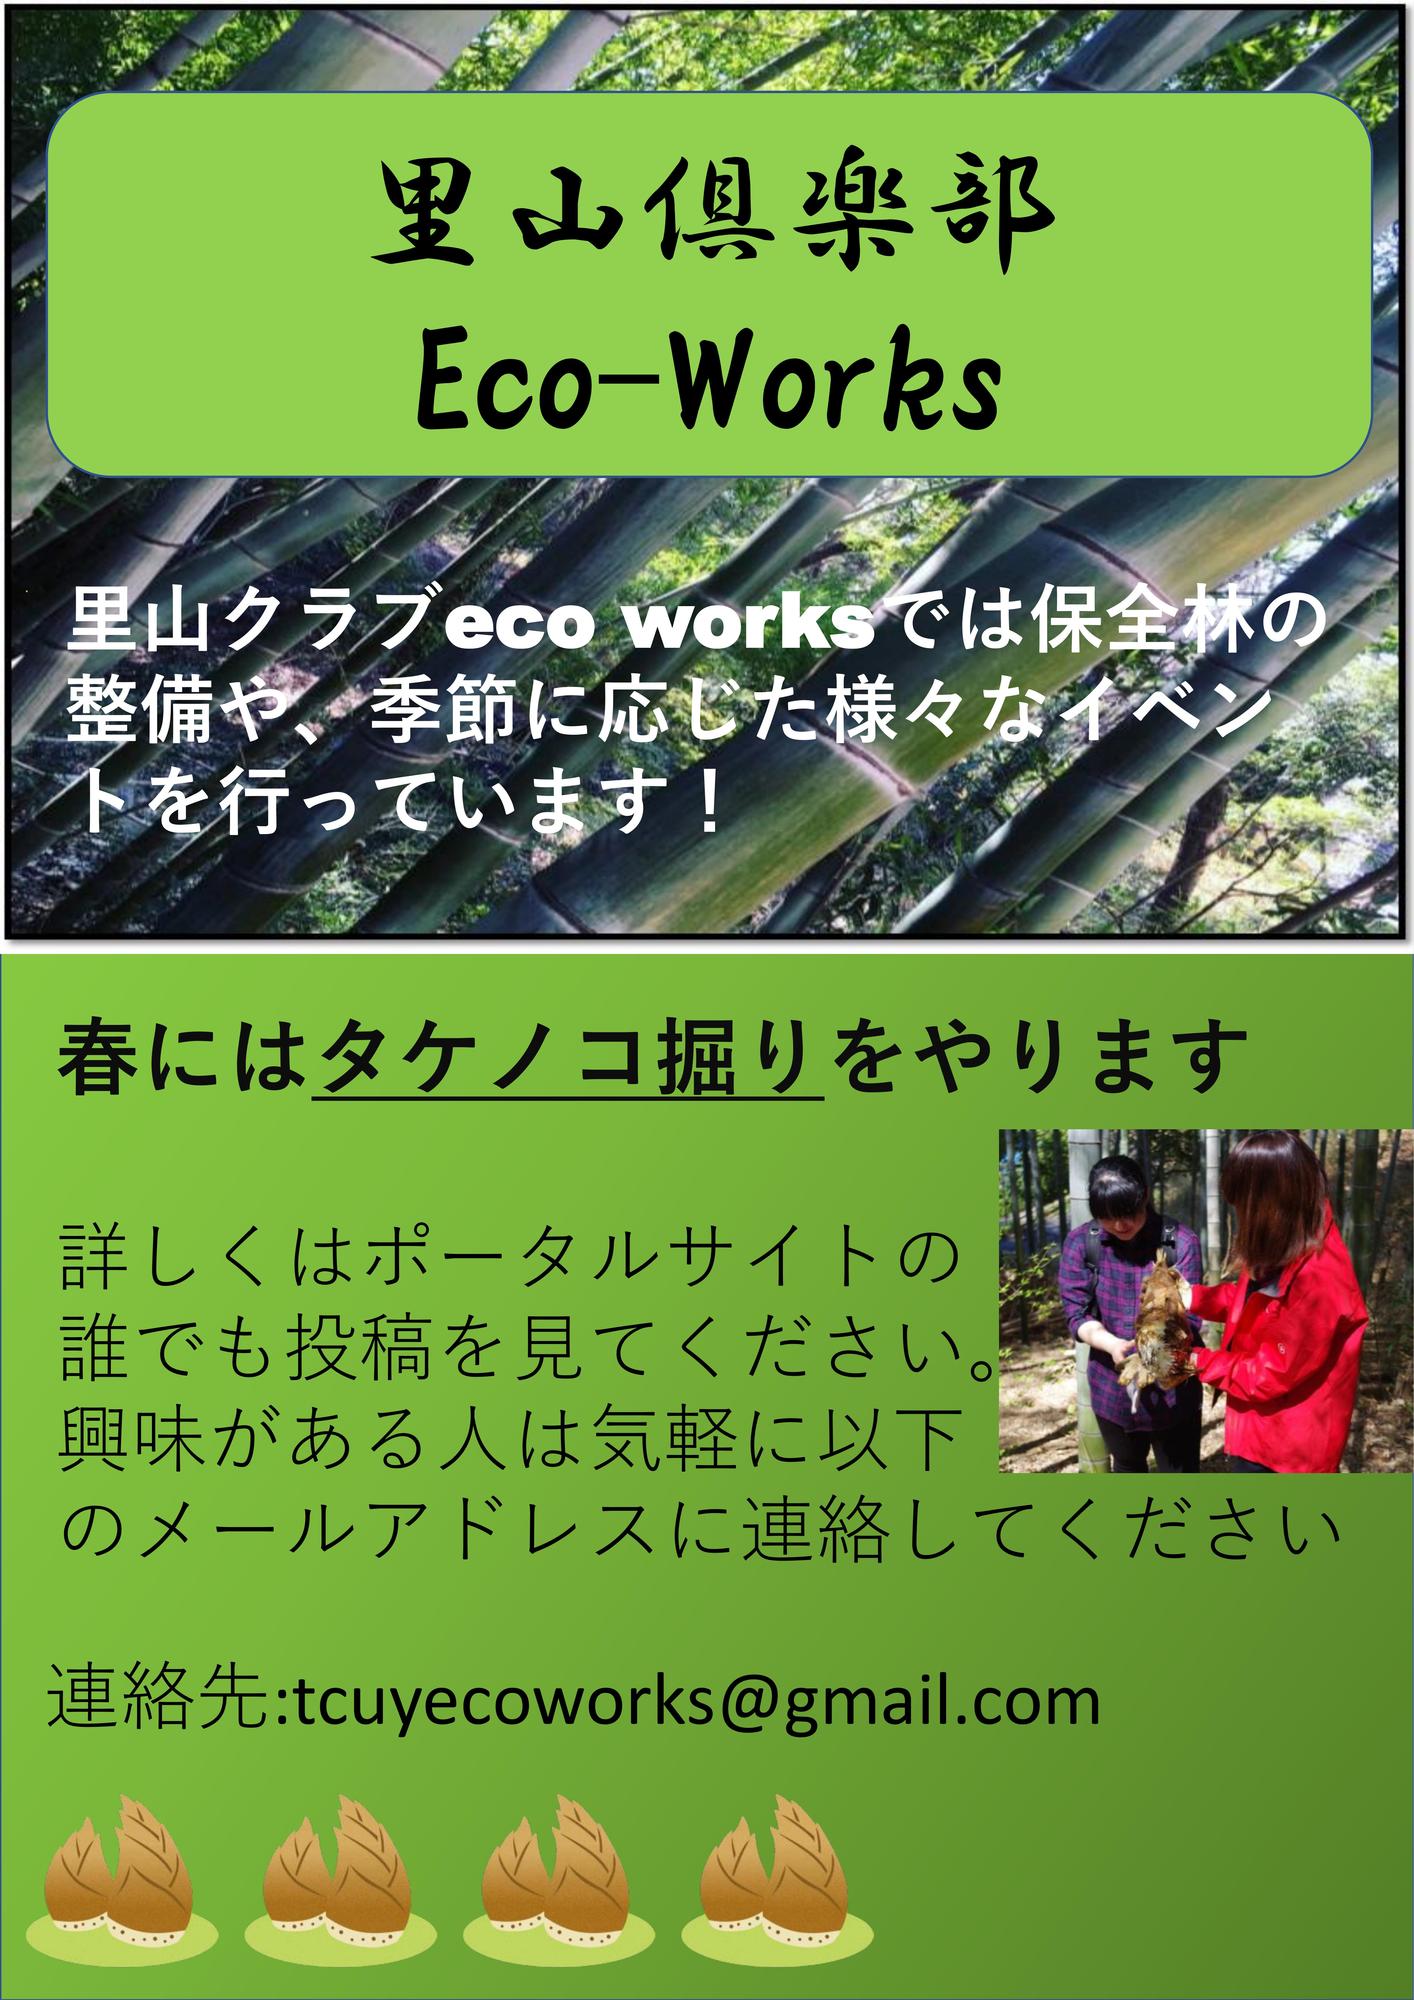 里山倶楽部
Eco-Works
里山クラブeco worksでは保全林の
整備や、季節に応じた様々なイベン
トを行っています！
春にはタケノコ掘りをやります
詳しくはポータルサイトの
誰でも投稿を見てください。
興味がある人は気軽に以下
のメールアドレスに連絡してください
連絡先:tcuyecoworks@gmail.com